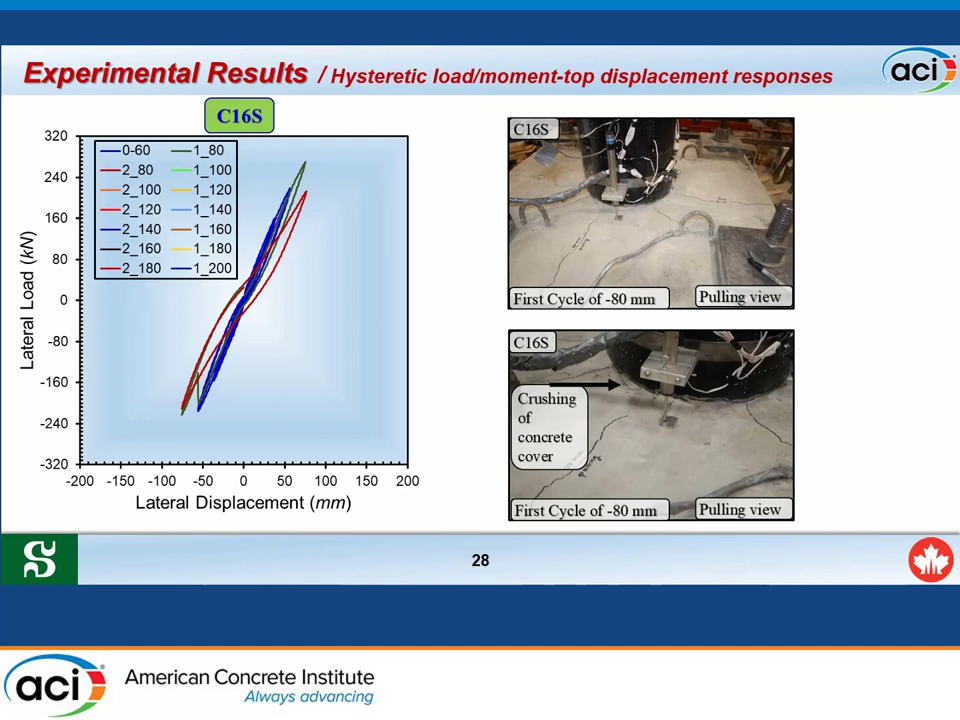 Experimental Results / Hysteretic load/moment-top displacement responses
aci
C16S
320
240
160
80
0
-80
-160
-240
-320
Lateral Load (kN)
0-60 1_80
2_80 1_100
2_100 1_120
2_120 1_140
2_140 1_160
2_160 1_180
2_180 1_200
-200 -150 -100 -50 0 50 100 150 200
Lateral Displacement (mm)
C16S
First Cycle of -80 mm
Pulling view
C16S
Crushing
of
concrete
cover
First Cycle of -80 mm
Pulling view
28
aci
American Concrete Institute
Always advancing